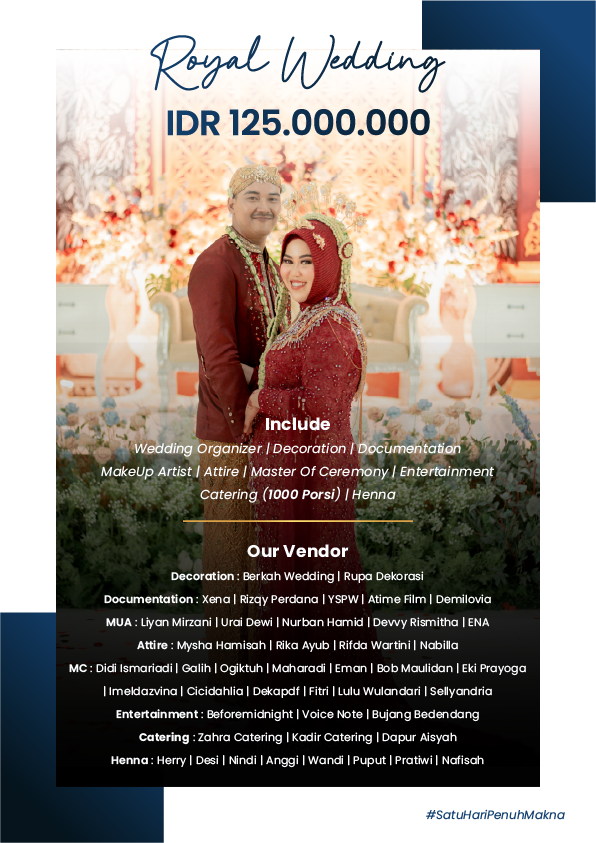 Royal Wedding
IDR 125.000.000
Include
Wedding Organizer | Decoration | Documentation
MakeUp Artist | Attire | Master Of Ceremony | Entertainment
Catering (1000 Porsi) | Henna
Our Vendor
Decoration : Berkah Wedding | Rupa Dekorasi
Documentation : Xena | Rizqy Perdana | YSPW | Atime Film | Demilovia
MUA : Liyan Mirzani | Urai Dewi | Nurban Hamid | Devvy Rismitha | ENA
Attire : Mysha Hamisah | Rika Ayub | Rifda Wartini | Nabilla
MC : Didi Ismariadi | Galih | Ogiktuh | Maharadi | Eman | Bob Maulidan | Eki Prayoga
| Imeldazvina | Cicidahlia | Dekapdf | Fitri | Lulu Wulandari | Sellyandria
Entertainment : Beforemidnight | Voice Note | Bujang Bedendang
Catering : Zahra Catering | Kadir Catering | Dapur Aisyah
Henna : Herry | Desi | Nindi | Anggi | Wandi | Puput | Pratiwi | Nafisah
#SatuHariPenuhMakna